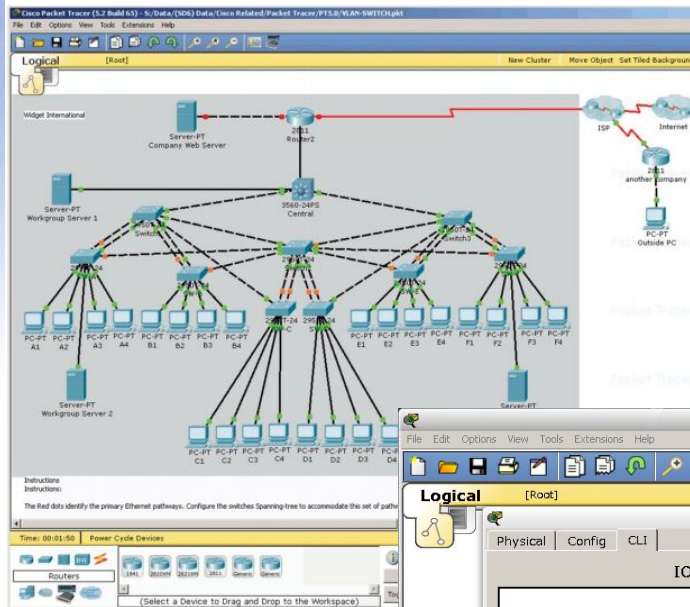 Cisco Packet Tracer (5.2 Build 65) - S:/Data/(SD6) Data/Cisco Related/Packet Tracer/PT5.0/VLAN-SWITCH.pkt
File Edit Options View Tools Extensions Help
Logical [Root] New Cluster Move Object Set Tiled Background
Widget International
Server-PT
Company Web Server
2811
Router2
ISP
Internet
2811
another company
PC-PT
Outside PC
Server-PT
Workgroup Server 1
3560-24PS
Central
Switch3
PC-PT A1
PC-PT A2
PC-PT A3
PC-PT A4
PC-PT B1
PC-PT B2
PC-PT B3
PC-PT B4
PC-PT E1
PC-PT E2
PC-PT E3
PC-PT E4
PC-PT F1
PC-PT F2
PC-PT F3
PC-PT F4
Server-PT
Workgroup Server 2
Server-PT
PC-PT C1
PC-PT C2
PC-PT C3
PC-PT C4
PC-PT D1
PC-PT D2
PC-PT D3
PC-PT D4
Instructions
Instructions:
The Red dots identify the primary Ethernet pathways. Configure the switches Spanning-tree to accommodate this set of
Time: 00:01:50 Power Cycle Devices
Routers
1841 2620XM 2621XM 2811 Generic Generic
(Select a Device to Drag and Drop to the Workspace)
File Edit Options View Tools Extensions Help
Logical [Root]
Physical Config CLI